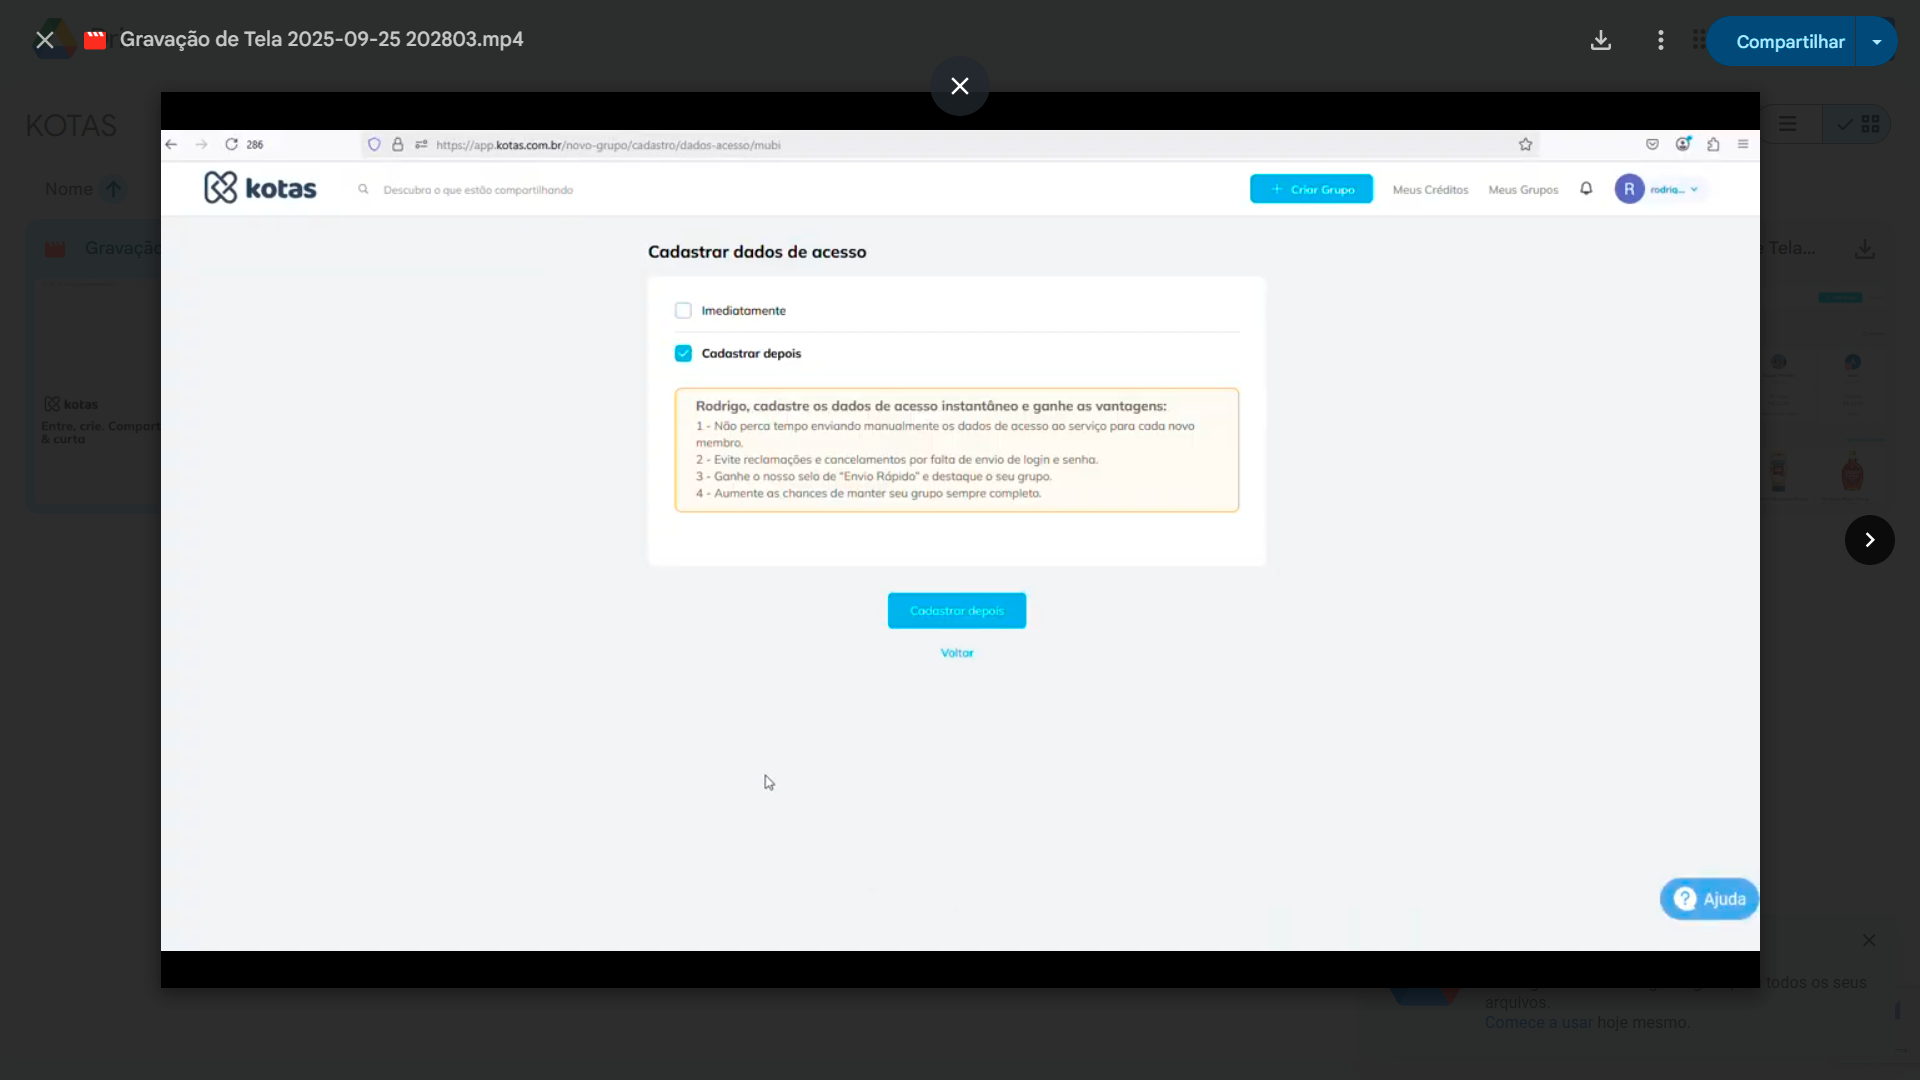 Gravação de Tela 2025-09-25 202803.mp4
Compartilhar
KOTAS
Nome
Gravação
e Tela...
286
https://app.kotas.com.br/novo-grupo/cadastro/dados-acesso/mubi
kotas
Descubra o que estão compartilhando
+ Criar Grupo
Meus Créditos
Meus Grupos
R
rodrig...
Cadastrar dados de acesso
Imediatamente
Cadastrar depois
Rodrigo, cadastre os dados de acesso instantâneo e ganhe as vantagens:
1 - Não perca tempo enviando manualmente os dados de acesso ao serviço para cada novo
membro.
2 - Evite reclamações e cancelamentos por falta de envio de login e senha.
3 - Ganhe o nosso selo de "Envio Rápido" e destaque o seu grupo.
4 - Aumente as chances de manter seu grupo sempre completo.
Cadastrar depois
Voltar
kotas
Entre, crie. Compart
& curta
? Ajuda
todos os seus
arquivos.
Comece a usar hoje mesmo.